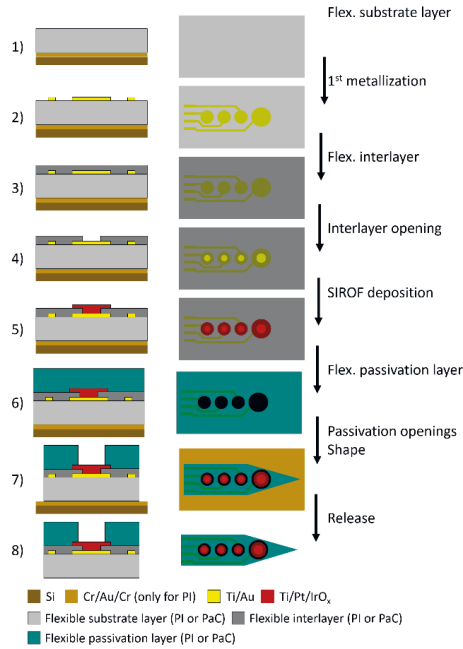 Flex. substrate layer
1)
1st metallization
2)
Flex. interlayer
3)
Interlayer opening
4)
SIROF deposition
5)
Flex. passivation layer
6)
Passivation openings
Shape
7)
Release
8)
Si
Cr/Au/Cr (only for PI)
Ti/Au
Ti/Pt/IrOx
Flexible substrate layer (PI or PaC)
Flexible interlayer (PI or PaC)
Flexible passivation layer (PI or PaC)